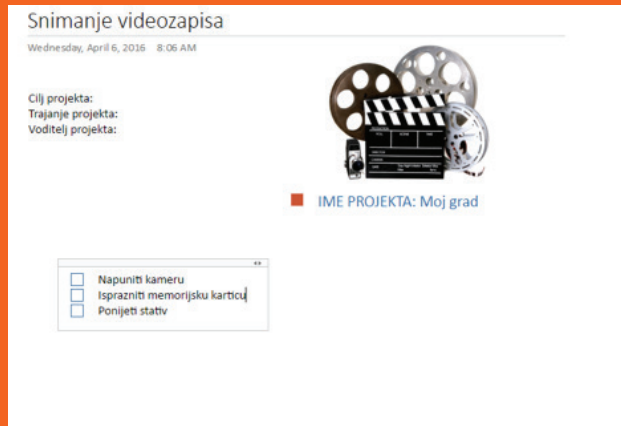 Snimanje videozapisa
Wednesday, April 6, 2016 8:06 AM
Cilj projekta:
Trajanje projekta:
Voditelj projekta:
IME PROJEKTA: Moj grad
Napuniti kameru
Isprazniti memorijsku karticu
Ponijeti stativ